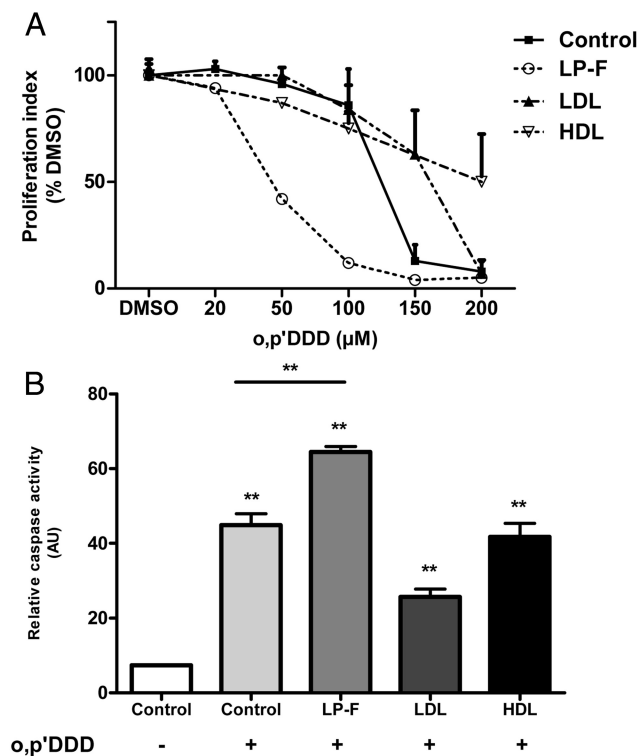 A
Control
LP-F
LDL
HDL
Proliferation index
(% DMSO)
100
50
0
DMSO 20 50 100 150 200
o,p'DDD (µM)
B
**
80
60
40
20
0
Relative caspase activity
(AU)
** ** ** **
Control Control LP-F LDL HDL
o,p'DDD - + + + +